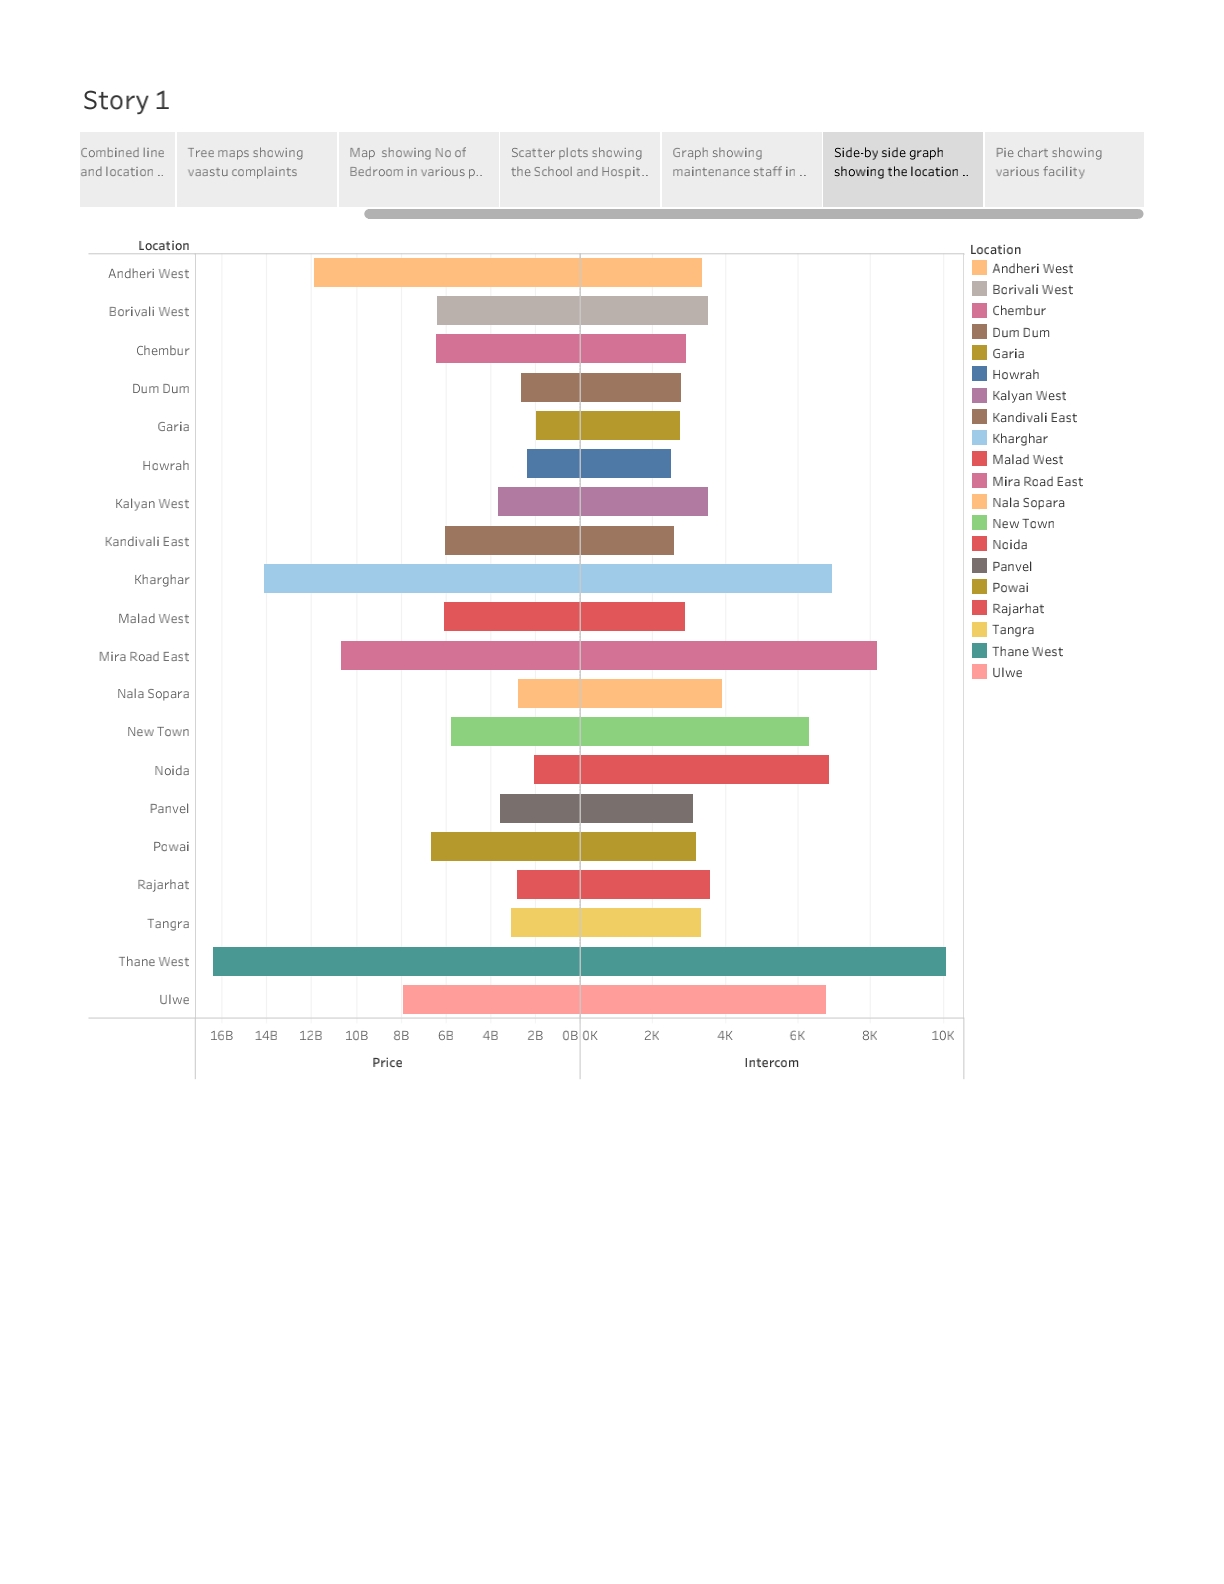 Story 1
Combined line
and location ..
Tree maps showing
vaastu complaints
Map  showing No of
Bedroom in various p..
Scatter plots showing
the School and Hospit..
Graph showing
maintenance staff in ..
Side-by side graph
showing the location ..
Pie chart showing
various facility
Location
Andheri West
Borivali West
Chembur
Dum Dum
Garia
Howrah
Kalyan West
Kandivali East
Kharghar
Malad West
Mira Road East
Nala Sopara
New Town
Noida
Panvel
Powai
Rajarhat
Tangra
Thane West
Ulwe
16B 14B 12B 10B 8B 6B 4B 2B 0B 0K 2K 4K 6K 8K 10K
Price Intercom
Location
Andheri West
Borivali West
Chembur
Dum Dum
Garia
Howrah
Kalyan West
Kandivali East
Kharghar
Malad West
Mira Road East
Nala Sopara
New Town
Noida
Panvel
Powai
Rajarhat
Tangra
Thane West
Ulwe